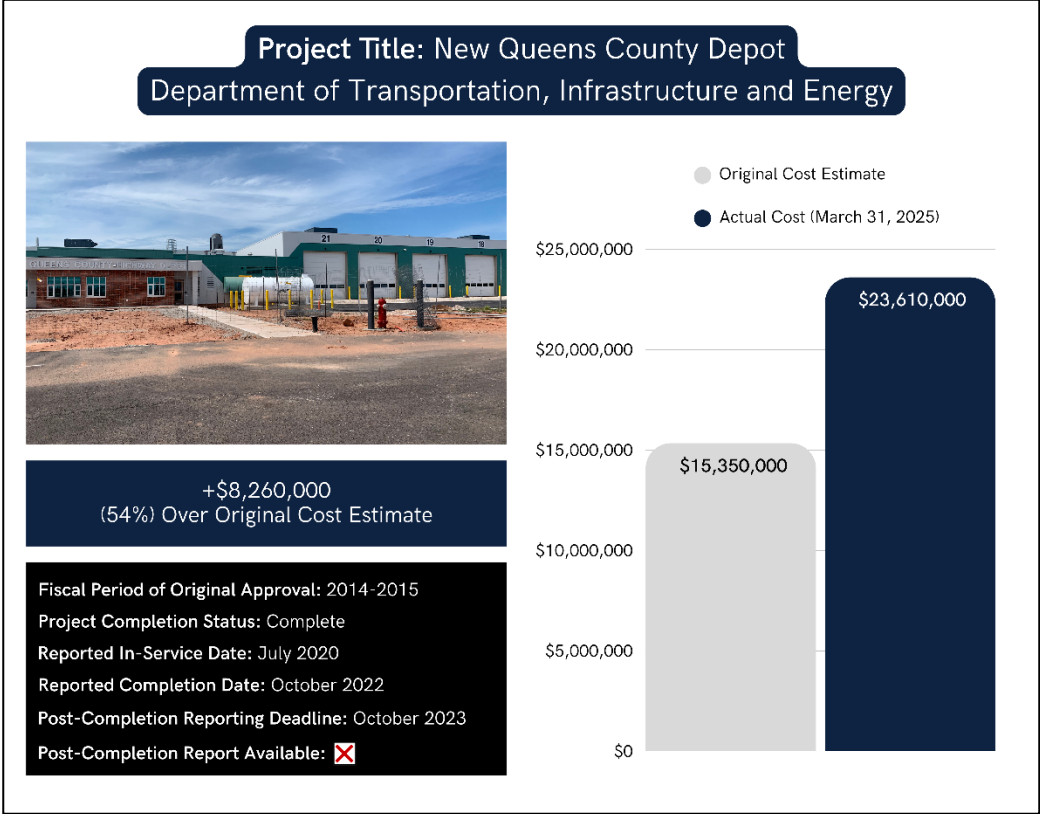 Project Title: New Queens County Depot
Department of Transportation, Infrastructure and Energy
Original Cost Estimate
Actual Cost (March 31, 2025)
21 20 19 18
QUEENS COUNTY HIGHWAY
+$8,260,000
(54%) Over Original Cost Estimate
Fiscal Period of Original Approval: 2014-2015
Project Completion Status: Complete
Reported In-Service Date: July 2020
Reported Completion Date: October 2022
Post-Completion Reporting Deadline: October 2023
Post-Completion Report Available: ❌
$25,000,000
$20,000,000
$15,000,000
$10,000,000
$5,000,000
$0
$15,350,000
$23,610,000